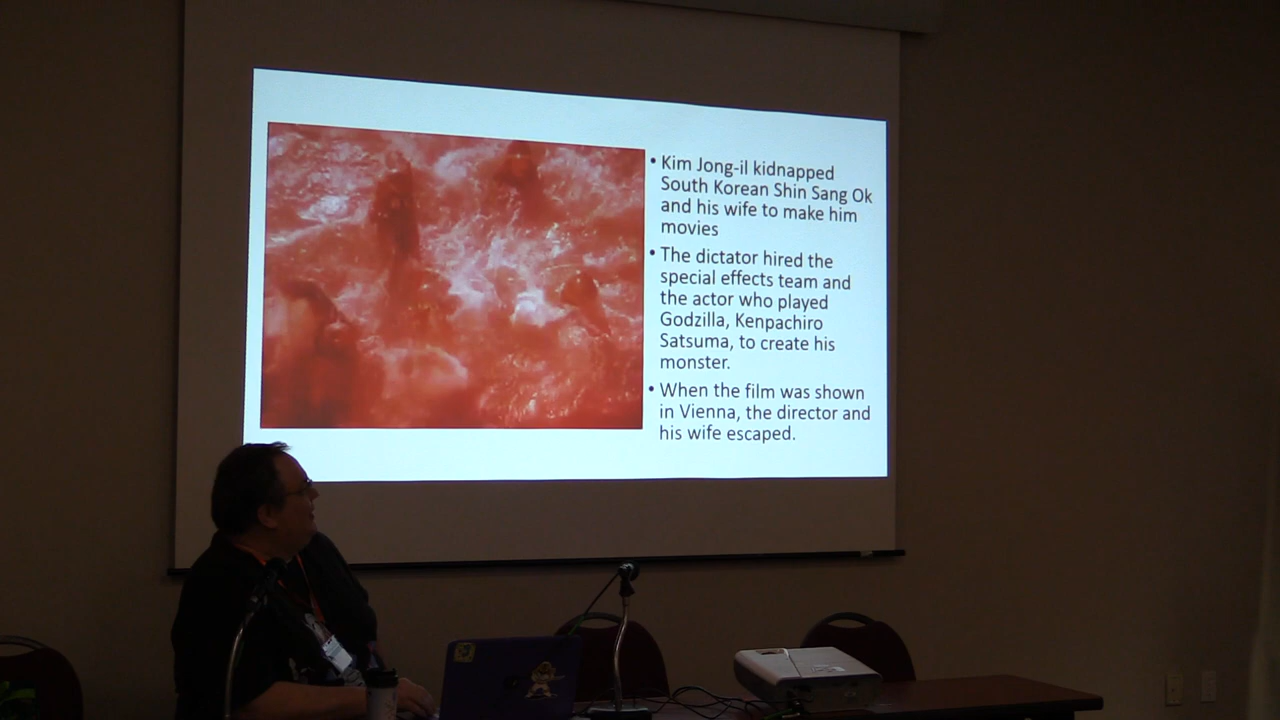 • Kim Jong-il kidnapped
South Korean Shin Sang Ok
and his wife to make him
movies
• The dictator hired the
special effects team and
the actor who played
Godzilla, Kenpachiro
Satsuma, to create his
monster.
• When the film was shown
in Vienna, the director and
his wife escaped.